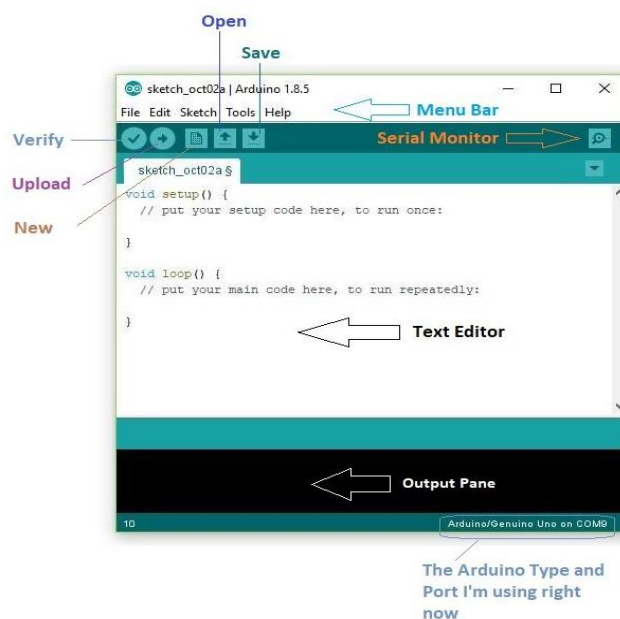 Open
Save
sketch_oct02a | Arduino 1.8.5
File Edit Sketch Tools Help
Menu Bar
Verify
Serial Monitor
Upload
sketch_oct02a §
New
void setup() {
// put your setup code here, to run once:
}
void loop() {
// put your main code here, to run repeatedly:
}
Text Editor
Output Pane
10
Arduino/Genuino Uno on COM9
The Arduino Type and
Port I'm using right
now